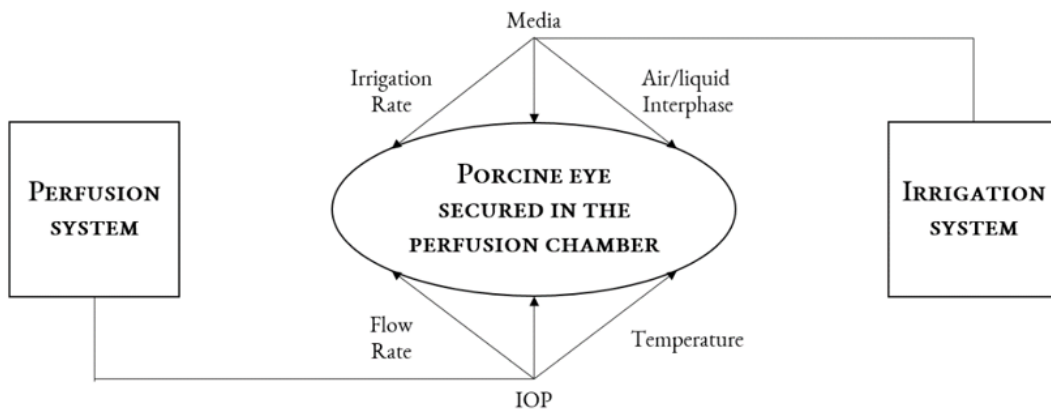 Media
Irrigation
Rate
Air/liquid
Interphase
PERFUSION
SYSTEM
PORCINE EYE
SECURED IN THE
PERFUSION CHAMBER
IRRIGATION
SYSTEM
Flow
Rate
Temperature
IOP